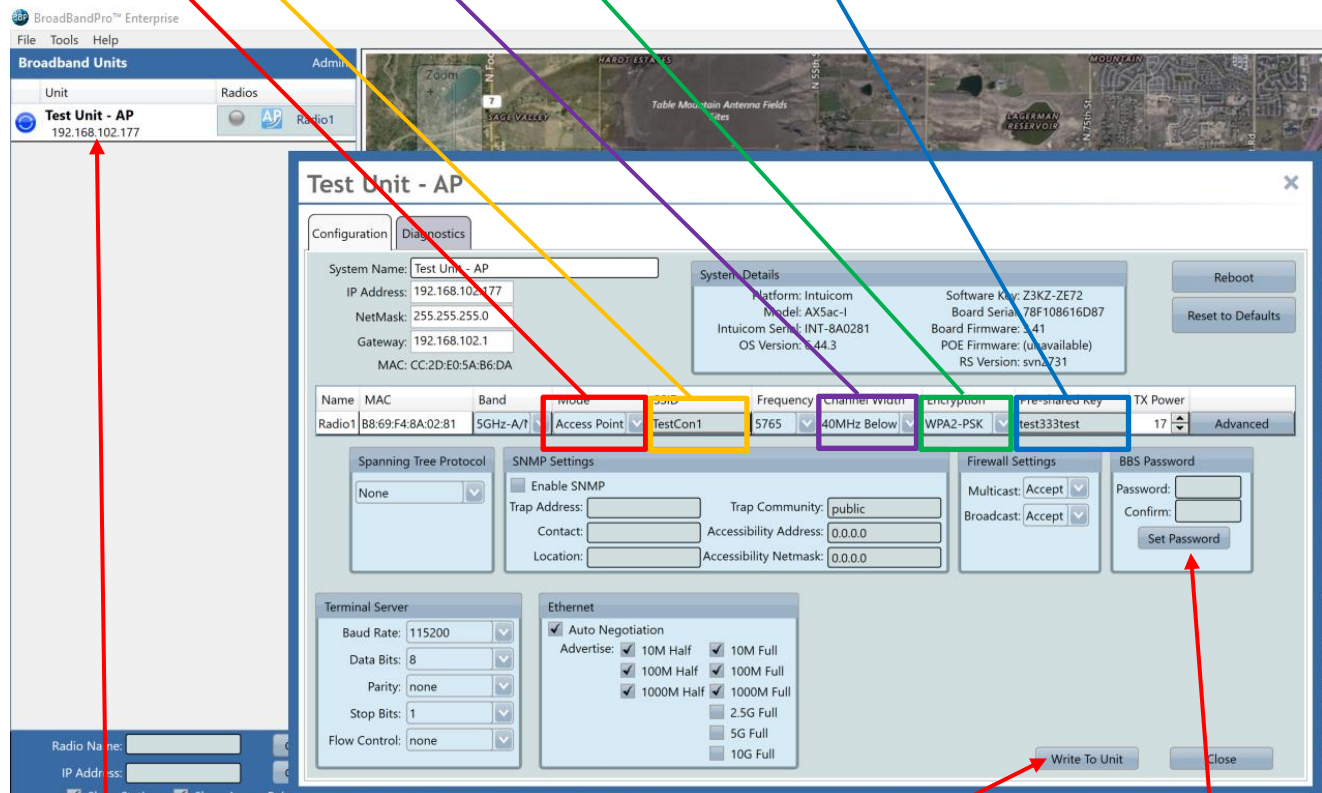 BroadBandPro™ Enterprise
File Tools Help
Broadband Units
Unit Radios
Test Unit - AP
192.168.102.177
AP Radio1
Zoom
HARDT ESTATES
N 55th S
MOUNTAIN
7
SAGE VALLEY
Table Mountain Antenna Fields
Sites
LAGERMAN
RESERVOIR
N 75th St
Test Unit - AP
Configuration Diagnostics
System Name: Test Unit - AP
IP Address: 192.168.102.177
NetMask: 255.255.255.0
Gateway: 192.168.102.1
MAC: CC:2D:E0:5A:B6:DA
System Details
Platform: Intuicom
Model: AX5ac-I
Intuicom Serial: INT-8A0281
OS Version: 6.44.3
Software Key: Z3KZ-ZE72
Board Serial: 78F108616D87
Board Firmware: 3.41
POE Firmware: (unavailable)
RS Version: svn2731
Reboot
Reset to Defaults
Name MAC Band Mode SSID Frequency Channel Width Encryption Pre-shared Key TX Power
Radio1 B8:69:F4:8A:02:81 5GHz-A/ Access Point TestCon1 5765 40MHz Below WPA2-PSK test333test 17 Advanced
Spanning Tree Protocol
None
SNMP Settings
Enable SNMP
Trap Address: Trap Community: public
Contact: Accessibility Address: 0.0.0.0
Location: Accessibility Netmask: 0.0.0.0
Firewall Settings
Multicast: Accept
Broadcast: Accept
BBS Password
Password:
Confirm:
Set Password
Terminal Server
Baud Rate: 115200
Data Bits: 8
Parity: none
Stop Bits: 1
Flow Control: none
Ethernet
Auto Negotiation
Advertise: 10M Half 10M Full
100M Half 100M Full
1000M Half 1000M Full
2.5G Full
5G Full
10G Full
Write To Unit Close
Radio Name:
IP Address: